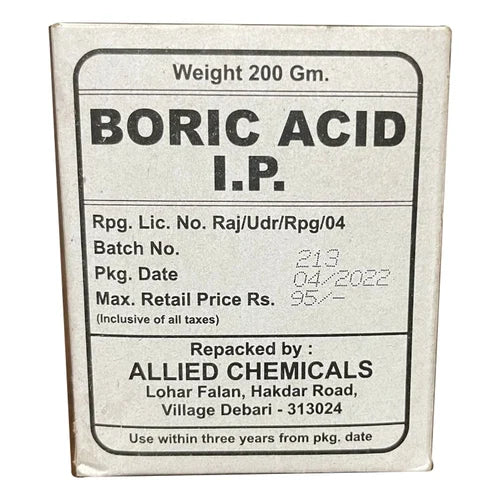 Weight 200 Gm.
BORIC ACID
I.P.
Rpg. Lic. No. Raj/Udr/Rpg/04
Batch No. 213
Pkg. Date 04/2022
Max. Retail Price Rs. 95/-
(Inclusive of all taxes)
Repacked by :
ALLIED CHEMICALS
Lohar Falan, Hakdar Road,
Village Debari - 313024
Use within three years from pkg. date